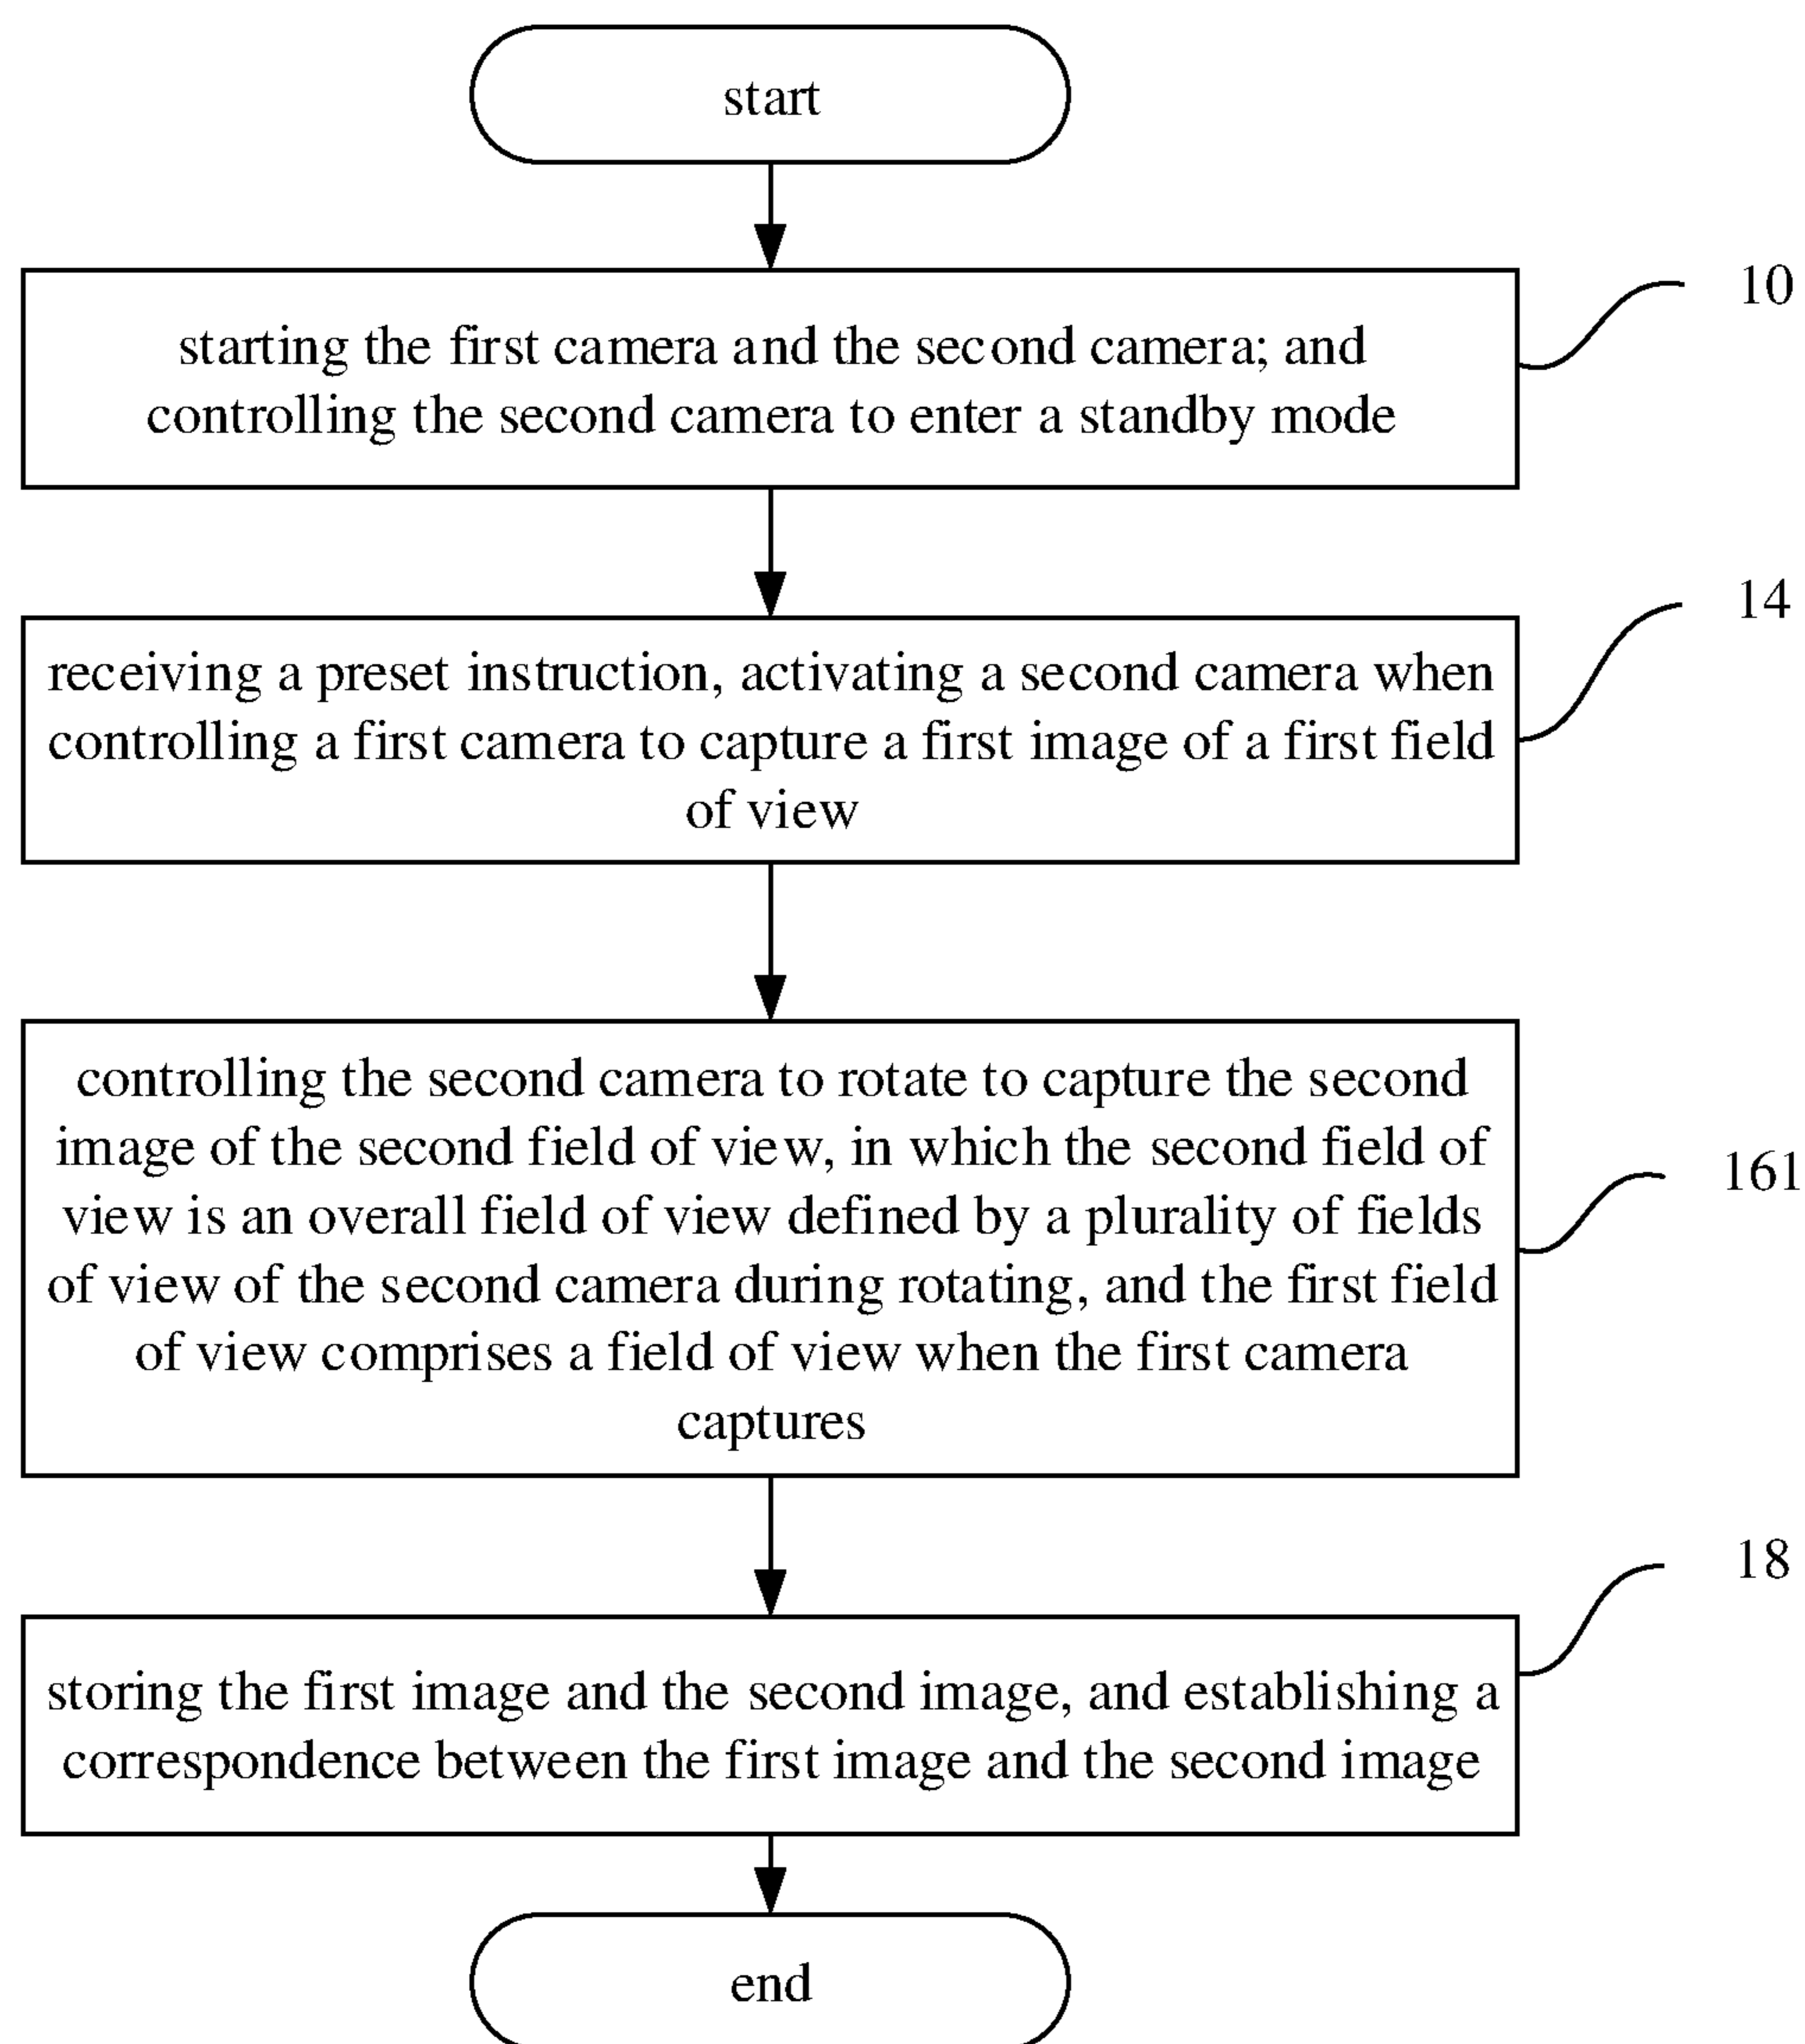 start
10
starting the first camera and the second camera; and
controlling the second camera to enter a standby mode
14
receiving a preset instruction, activating a second camera when
controlling a first camera to capture a first image of a first field
of view
controlling the second camera to rotate to capture the second
image of the second field of view, in which the second field of
161
view is an overall field of view defined by a plurality of fields
of view of the second camera during rotating, and the first field
of view comprises a field of view when the first camera
captures
18
storing the first image and the second image, and establishing a
correspondence between the first image and the second image
end